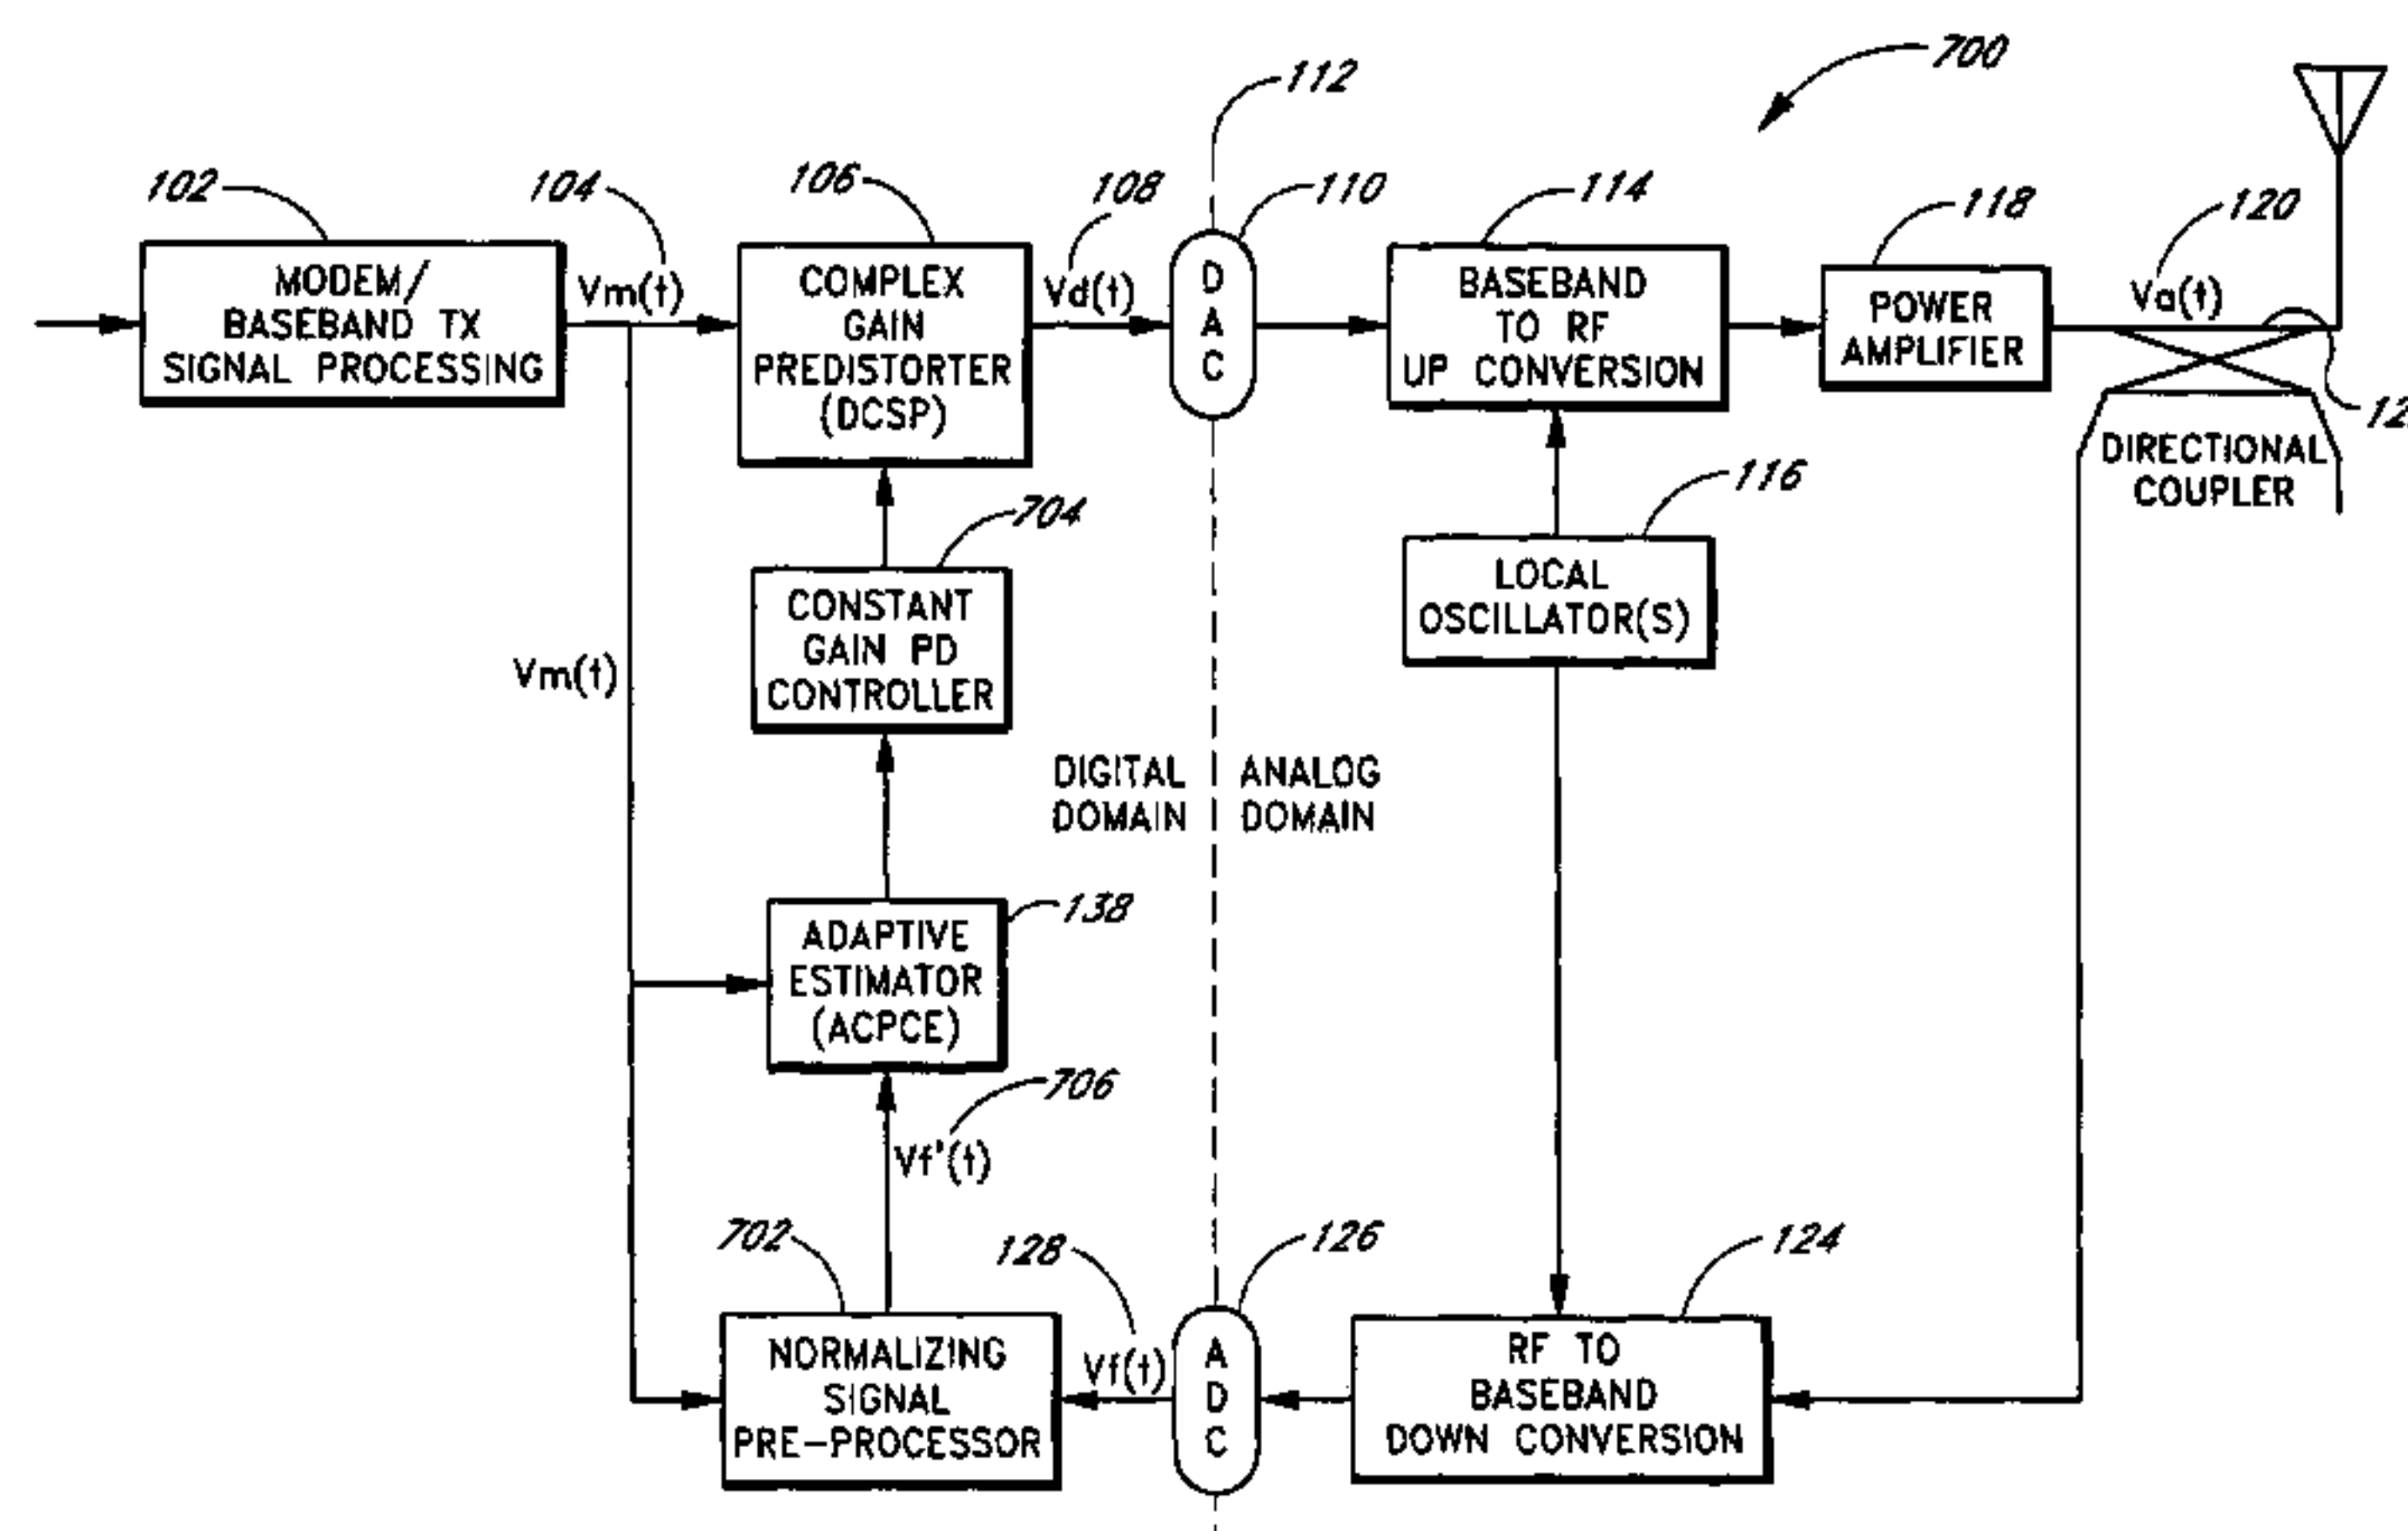 700
112
102
104
106
108
110
114
118
120
MODEM/
BASEBAND TX
SIGNAL PROCESSING
Vm(t)
COMPLEX
GAIN
PREDISTORTER
(DCSP)
Vd(t)
D
A
C
BASEBAND
TO RF
UP CONVERSION
POWER
AMPLIFIER
Va(t)
DIRECTIONAL
COUPLER
704
116
CONSTANT
GAIN PD
CONTROLLER
LOCAL
OSCILLATOR(S)
Vm(t)
DIGITAL
DOMAIN
ANALOG
DOMAIN
138
ADAPTIVE
ESTIMATOR
(ACPCE)
706
Vf'(t)
702
128
126
124
NORMALIZING
SIGNAL
PRE-PROCESSOR
Vf(t)
A
D
C
RF TO
BASEBAND
DOWN CONVERSION